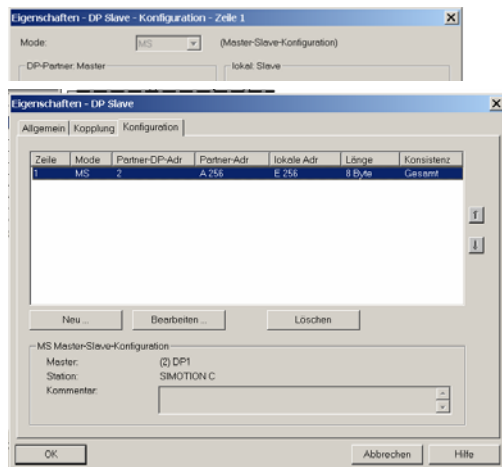 Eigenschaften - DP Slave - Konfiguration - Zeile 1
Mode: MS (Master-Slave-Konfiguration)
DP-Partner: Master lokal: Slave
Eigenschaften - DP Slave
Allgemein Kopplung Konfiguration
Zeile Mode Partner-DP-Adr Partner-Adr lokale Adr Länge Konsistenz
1 MS 2 A 256 E 256 8 Byte Gesamt
Neu ... Bearbeiten ... Löschen
MS Master-Slave-Konfiguration
Master: (2) DP1
Station: SIMOTION C
Kommentar:
OK Abbrechen Hilfe